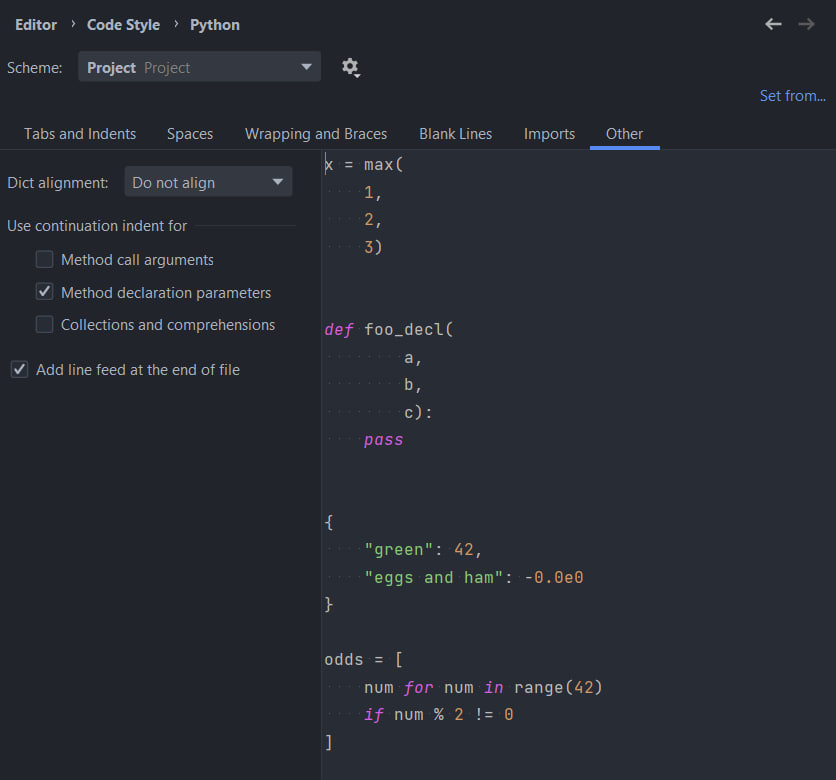 Editor › Code Style › Python
Scheme: Project Project
Set from...
Tabs and Indents Spaces Wrapping and Braces Blank Lines Imports Other
Dict alignment: Do not align
Use continuation indent for
Method call arguments
Method declaration parameters
Collections and comprehensions
Add line feed at the end of file
x = max(
    1,
    2,
    3)
def foo_decl(
        a,
        b,
        c):
    pass
{
    "green": 42,
    "eggs and ham": -0.0e0
}
odds = [
    num for num in range(42)
    if num % 2 != 0
]